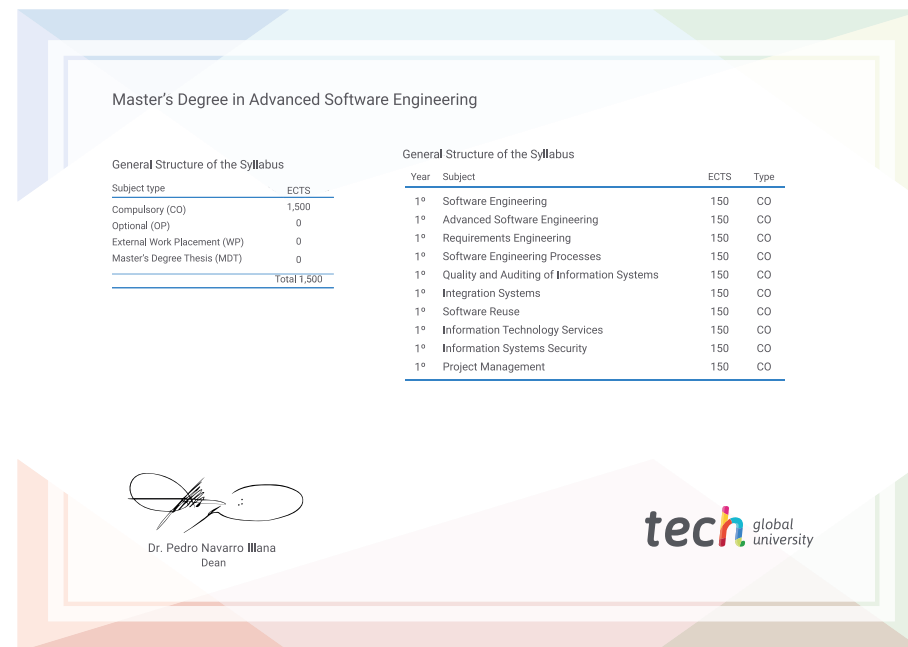 Master's Degree in Advanced Software Engineering
General Structure of the Syllabus
Subject type ECTS
Compulsory (CO) 1,500
Optional (OP) 0
External Work Placement (WP) 0
Master's Degree Thesis (MDT) 0
Total 1,500
General Structure of the Syllabus
Year Subject ECTS Type
1º Software Engineering 150 CO
1º Advanced Software Engineering 150 CO
1º Requirements Engineering 150 CO
1º Software Engineering Processes 150 CO
1º Quality and Auditing of Information Systems 150 CO
1º Integration Systems 150 CO
1º Software Reuse 150 CO
1º Information Technology Services 150 CO
1º Information Systems Security 150 CO
1º Project Management 150 CO
Dr. Pedro Navarro Illana
Dean
tech global
university